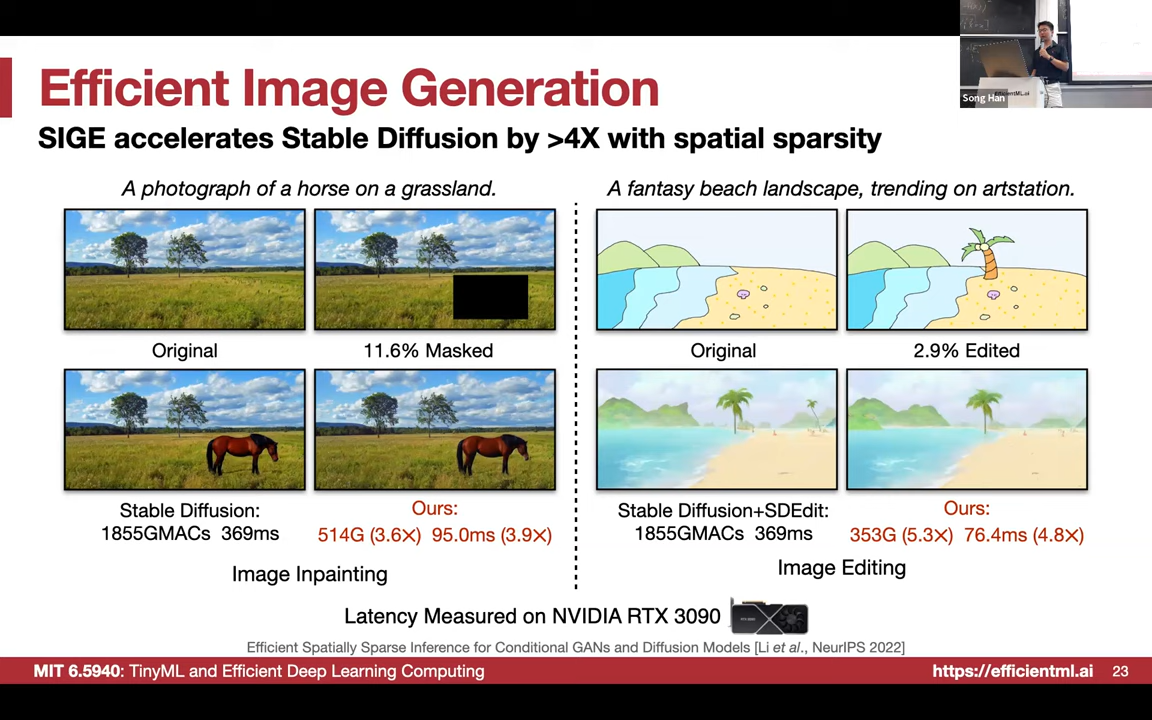 Efficient Image Generation
SIGE accelerates Stable Diffusion by >4X with spatial sparsity
Song Han
A photograph of a horse on a grassland.
Original
11.6% Masked
Stable Diffusion:
1855GMACs 369ms
Ours:
514G (3.6×) 95.0ms (3.9×)
Image Inpainting
A fantasy beach landscape, trending on artstation.
Original
2.9% Edited
Stable Diffusion+SDEdit:
1855GMACs 369ms
Ours:
353G (5.3×) 76.4ms (4.8×)
Image Editing
Latency Measured on NVIDIA RTX 3090
Efficient Spatially Sparse Inference for Conditional GANs and Diffusion Models [Li et al., NeurIPS 2022]
MIT 6.5940: TinyML and Efficient Deep Learning Computing
https://efficientml.ai
23